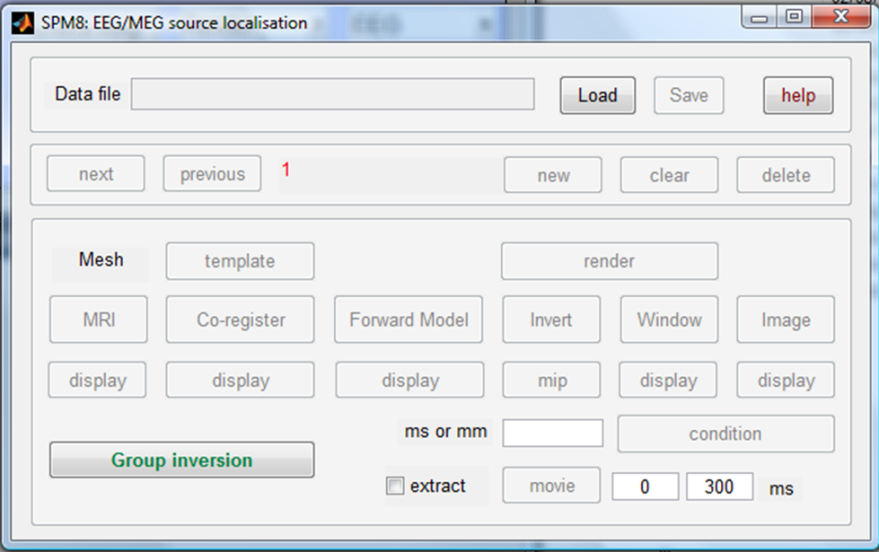 SPM8: EEG/MEG source localisation
Data file Load Save help
next previous 1 new clear delete
Mesh template render
MRI Co-register Forward Model Invert Window Image
display display display mip display display
ms or mm condition
Group inversion
extract movie 0 300 ms